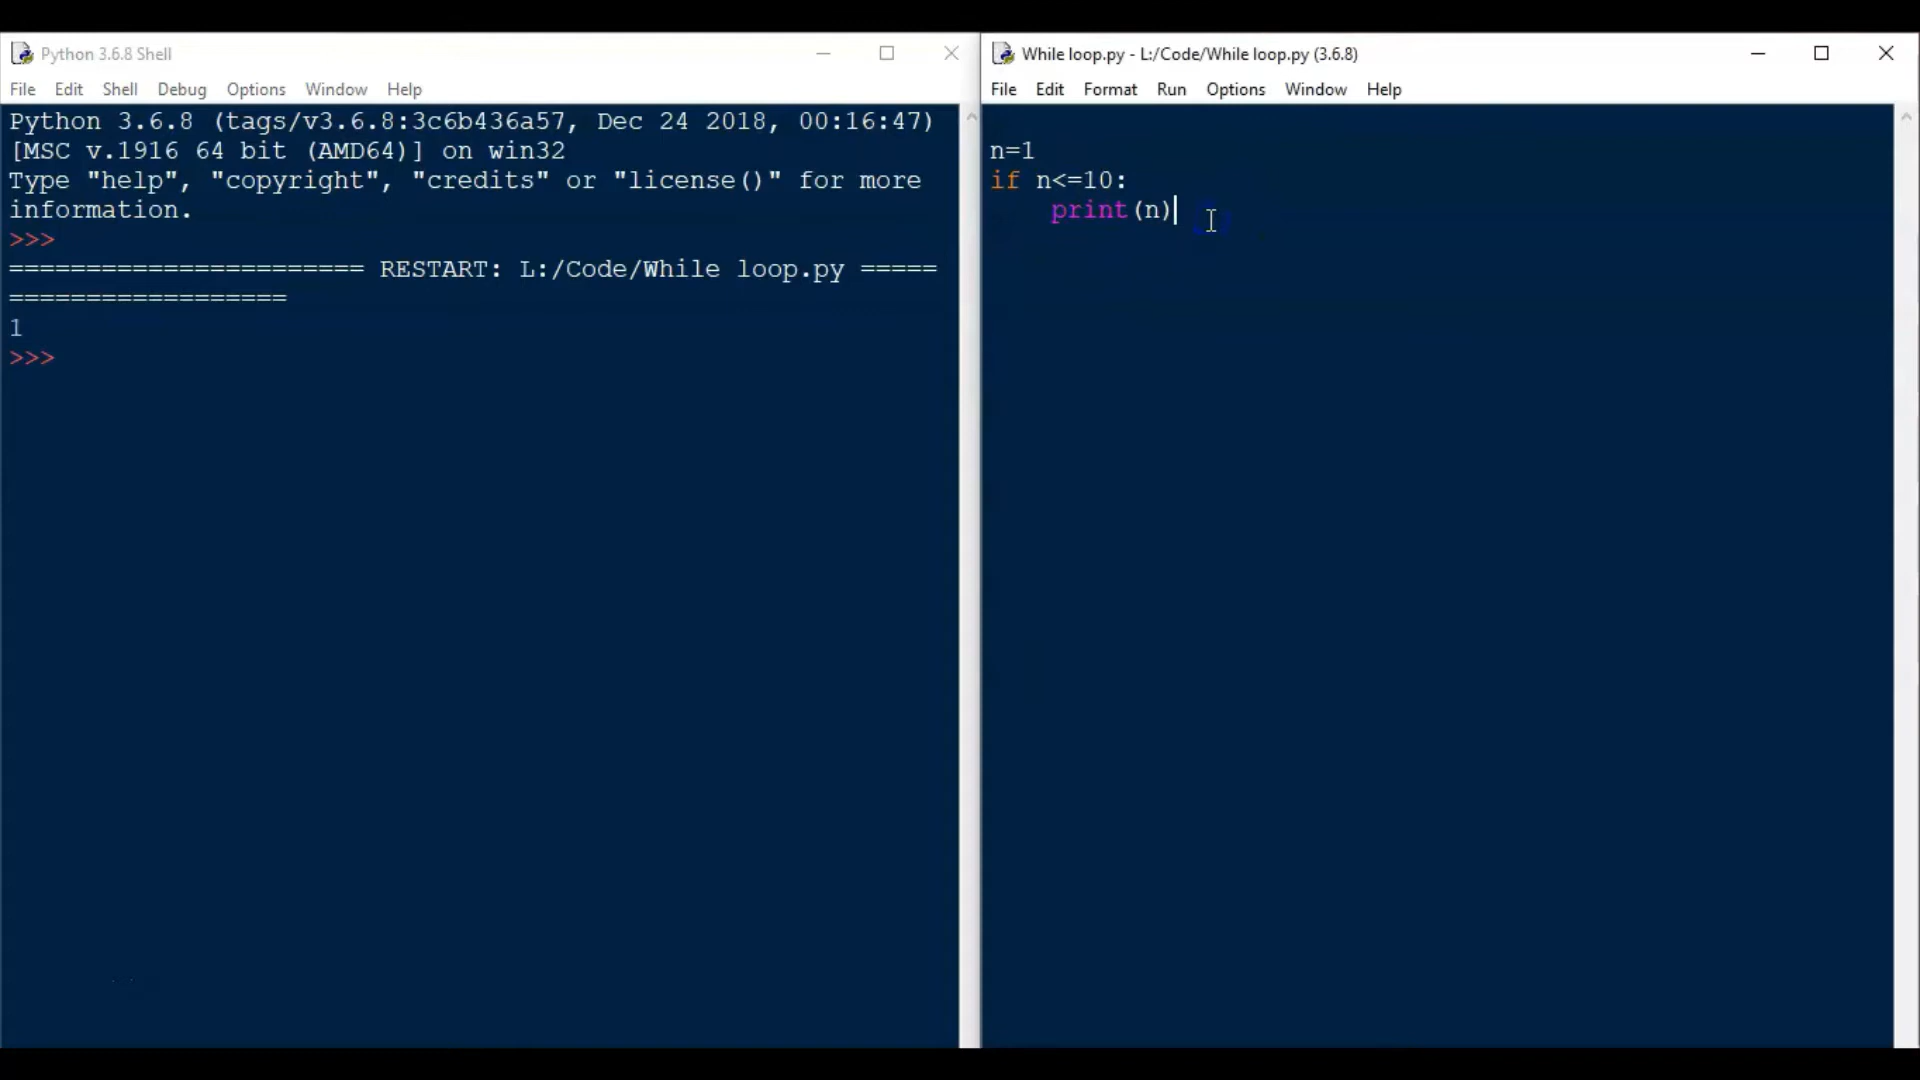 Python 3.6.8 Shell
File Edit Shell Debug Options Window Help
Python 3.6.8 (tags/v3.6.8:3c6b436a57, Dec 24 2018, 00:16:47)
[MSC v.1916 64 bit (AMD64)] on win32
Type "help", "copyright", "credits" or "license()" for more
information.
>>>
======================= RESTART: L:/Code/While loop.py =====
==================
1
>>>
While loop.py - L:/Code/While loop.py (3.6.8)
File Edit Format Run Options Window Help
n=1
if n<=10:
    print(n)